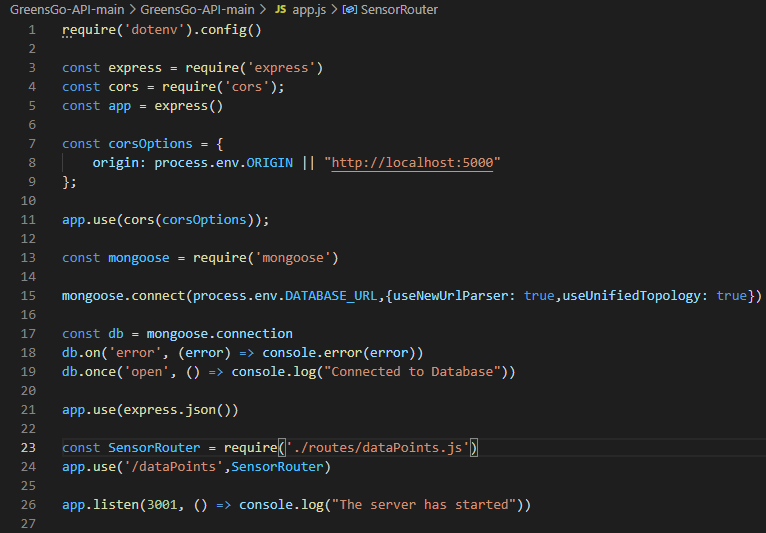 GreensGo-API-main > GreensGo-API-main > JS app.js > SensorRouter
1 require('dotenv').config()
2
3 const express = require('express')
4 const cors = require('cors');
5 const app = express()
6
7 const corsOptions = {
8     origin: process.env.ORIGIN || "http://localhost:5000"
9 };
10
11 app.use(cors(corsOptions));
12
13 const mongoose = require('mongoose')
14
15 mongoose.connect(process.env.DATABASE_URL,{useNewUrlParser: true,useUnifiedTopology: true})
16
17 const db = mongoose.connection
18 db.on('error', (error) => console.error(error))
19 db.once('open', () => console.log("Connected to Database"))
20
21 app.use(express.json())
22
23 const SensorRouter = require('./routes/dataPoints.js')
24 app.use('/dataPoints',SensorRouter)
25
26 app.listen(3001, () => console.log("The server has started"))
27